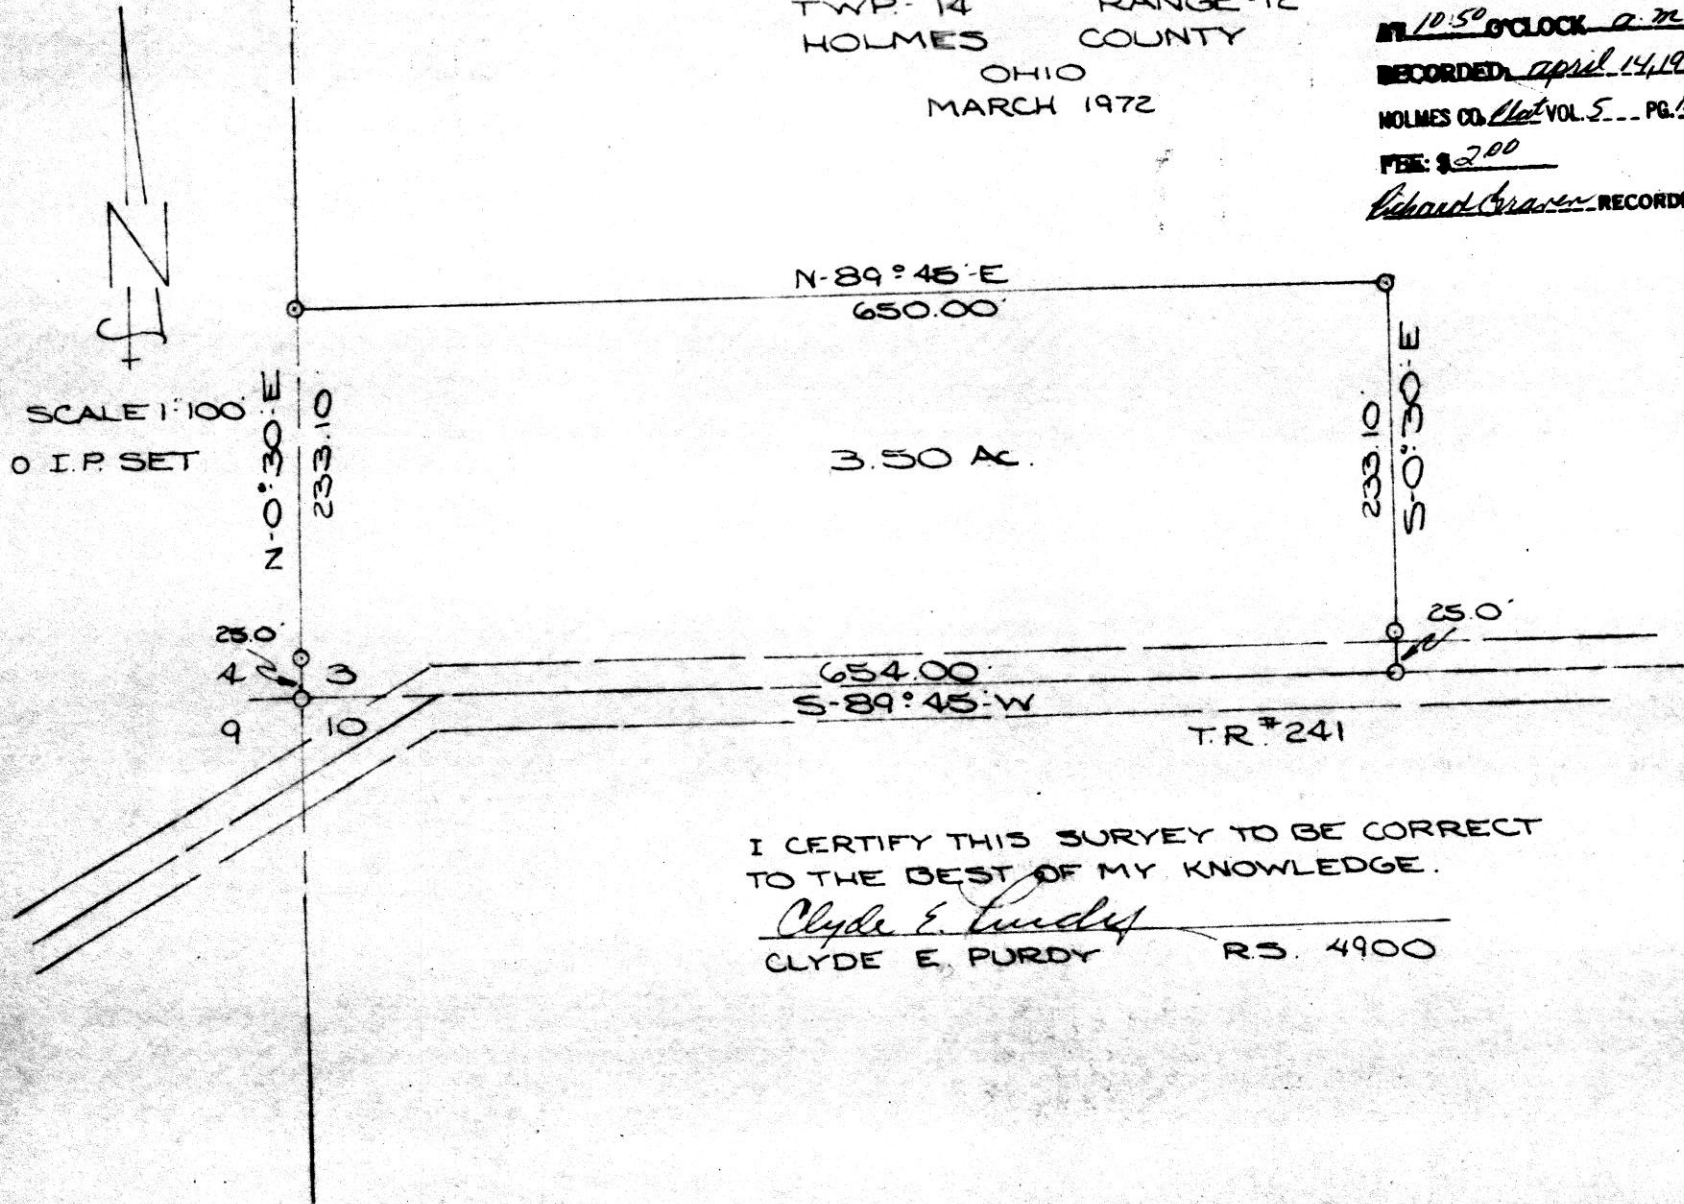 TWP.- 14 RANGE-12
HOLMES COUNTY
OHIO
MARCH 1972
AT 10:50 O'CLOCK a.m
RECORDED: april 14, 19
HOLMES CO. Plat VOL. 5 PG.
FEE: $ 2.00
Richard Graven RECORD
N
SCALE 1"=100'
O I.P. SET
N-89°-45'-E
650.00'
N-0°-30'-E
233.10
3.50 Ac.
233.10
S-0°-30'-E
25.0'
4 3
9 10
25.0'
654.00'
S-89°-45'-W
T.R. #241
I CERTIFY THIS SURVEY TO BE CORRECT
TO THE BEST OF MY KNOWLEDGE.
Clyde E. Purdy
CLYDE E. PURDY R.S. 4900